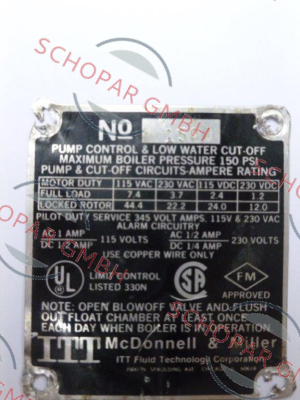 SCHOPAR GMBH
SCHOPAR GMBH
SCHOPAR GMBH
SCHOPAR GMBH
No
PUMP CONTROL & LOW WATER CUT-OFF
MAXIMUM BOILER PRESSURE 150 PSI
PUMP & CUT-OFF CIRCUITS-AMPERE RATING
MOTOR DUTY 115 VAC 230 VAC 115 VDC 230 VDC
FULL LOAD 7.4 3.7 2.4 1.2
LOCKED ROTOR 44.4 22.2 24.0 12.0
PILOT DUTY SERVICE 345 VOLT AMPS. 115V & 230 VAC
ALARM CIRCUITRY
AC 1 AMP
DC 1/2 AMP 115 VOLTS AC 1/2 AMP
DC 1/4 AMP 230 VOLTS
USE COPPER WIRE ONLY
UL LIMIT CONTROL
LISTED 330N
SA FM
APPROVED
NOTE: OPEN BLOWOFF VALVE AND FLUSH
OUT FLOAT CHAMBER AT LEAST ONCE
EACH DAY WHEN BOILER IS IN OPERATION
ITT McDonnell & Miller
ITT Fluid Technology Corporation